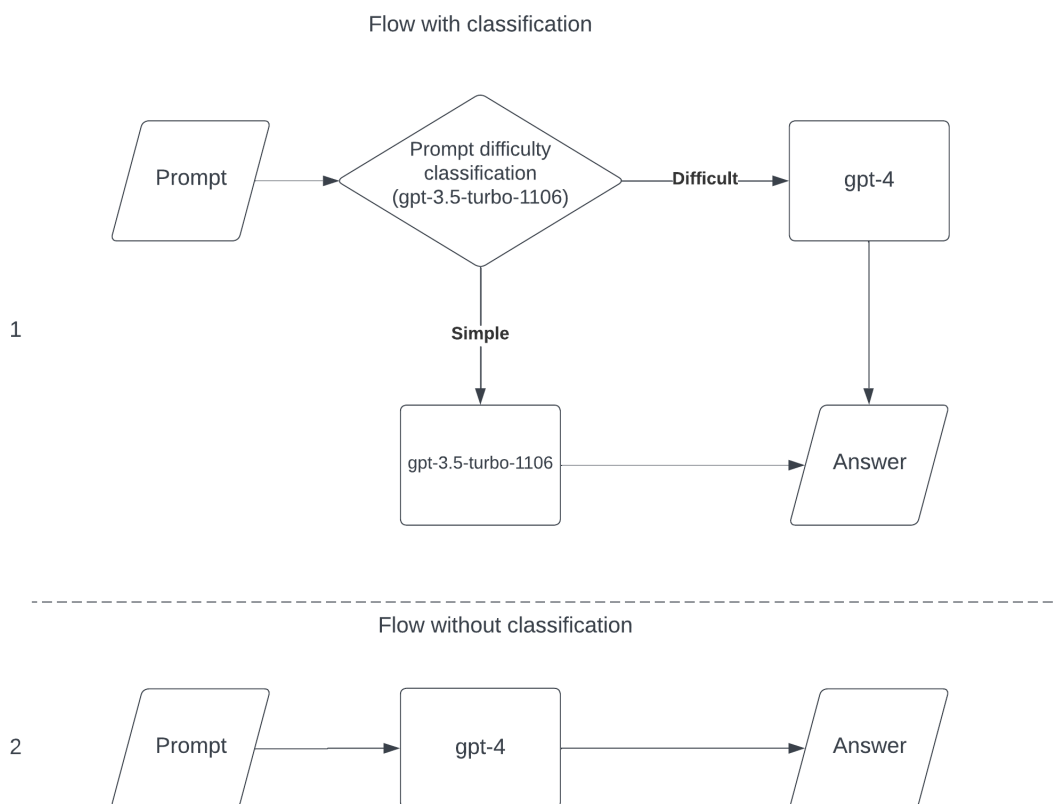 Flow with classification
Prompt
Prompt difficulty
classification
(gpt-3.5-turbo-1106)
Difficult
gpt-4
1
Simple
gpt-3.5-turbo-1106
Answer
Flow without classification
2
Prompt
gpt-4
Answer